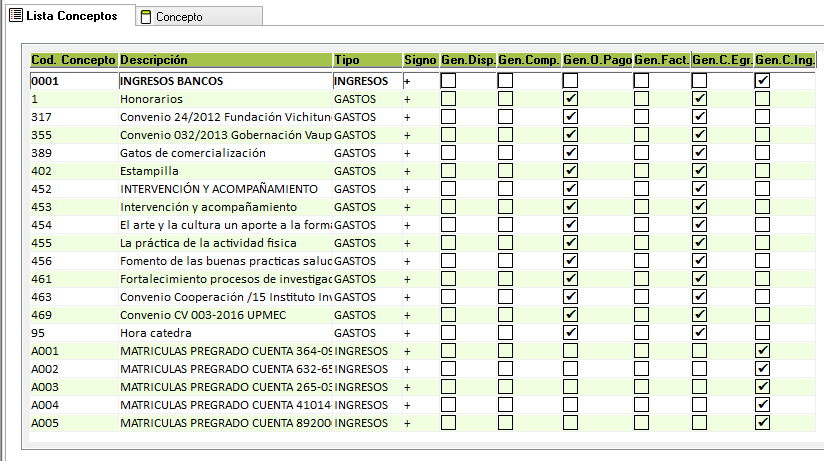 Lista Conceptos Concepto
Cod. Concepto Descripción Tipo Signo Gen.Disp. Gen.Comp. Gen.O.Pago Gen.Fact. Gen.C.Egr. Gen.C.Ing.
0001 INGRESOS BANCOS INGRESOS +
1 Honorarios GASTOS +
317 Convenio 24/2012 Fundación Vichitun GASTOS +
355 Convenio 032/2013 Gobernación Vaup GASTOS +
389 Gatos de comercialización GASTOS +
402 Estampilla GASTOS +
452 INTERVENCIÓN Y ACOMPAÑAMIENTO GASTOS +
453 Intervención y acompañamiento GASTOS +
454 El arte y la cultura un aporte a la forma GASTOS +
455 La práctica de la actividad fisica GASTOS +
456 Fomento de las buenas practicas saluc GASTOS +
461 Fortalecimiento procesos de investigac GASTOS +
463 Convenio Cooperación /15 Instituto Inv GASTOS +
469 Convenio CV 003-2016 UPMEC GASTOS +
95 Hora catedra GASTOS +
A001 MATRICULAS PREGRADO CUENTA 364-09 INGRESOS +
A002 MATRICULAS PREGRADO CUENTA 632-65 INGRESOS +
A003 MATRICULAS PREGRADO CUENTA 265-03 INGRESOS +
A004 MATRICULAS PREGRADO CUENTA 41014 INGRESOS +
A005 MATRICULAS PREGRADO CUENTA 89200 INGRESOS +